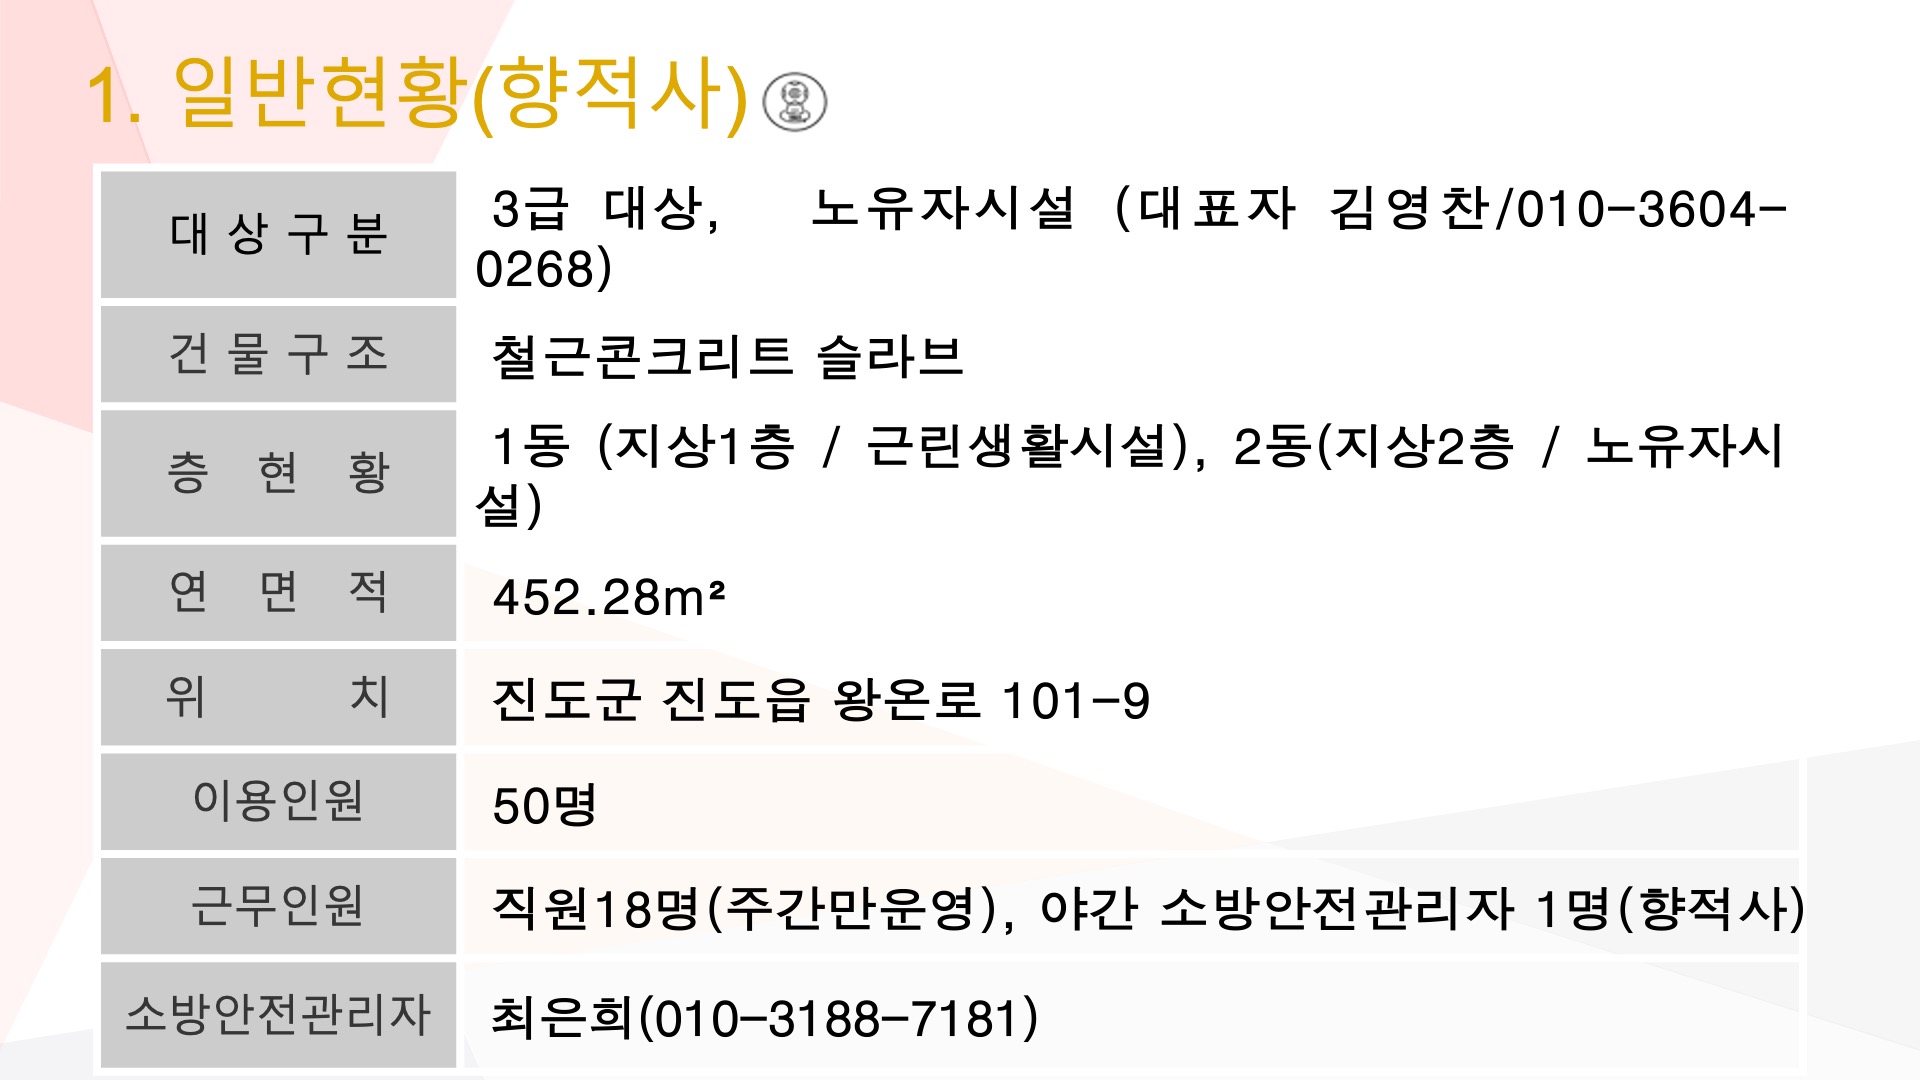 1. 일반현황(향적사)
대 상 구 분
3급 대상, 노유자시설 (대표자 김영찬/010-3604-
0268)
건 물 구 조
철근콘크리트 슬라브
층 현 황
1동 (지상1층 / 근린생활시설), 2동(지상2층 / 노유자시
설)
연 면 적
452.28m²
위 치
진도군 진도읍 왕온로 101-9
이용인원
50명
근무인원
직원18명(주간만운영), 야간 소방안전관리자 1명(향적사)
소방안전관리자
최은희(010-3188-7181)